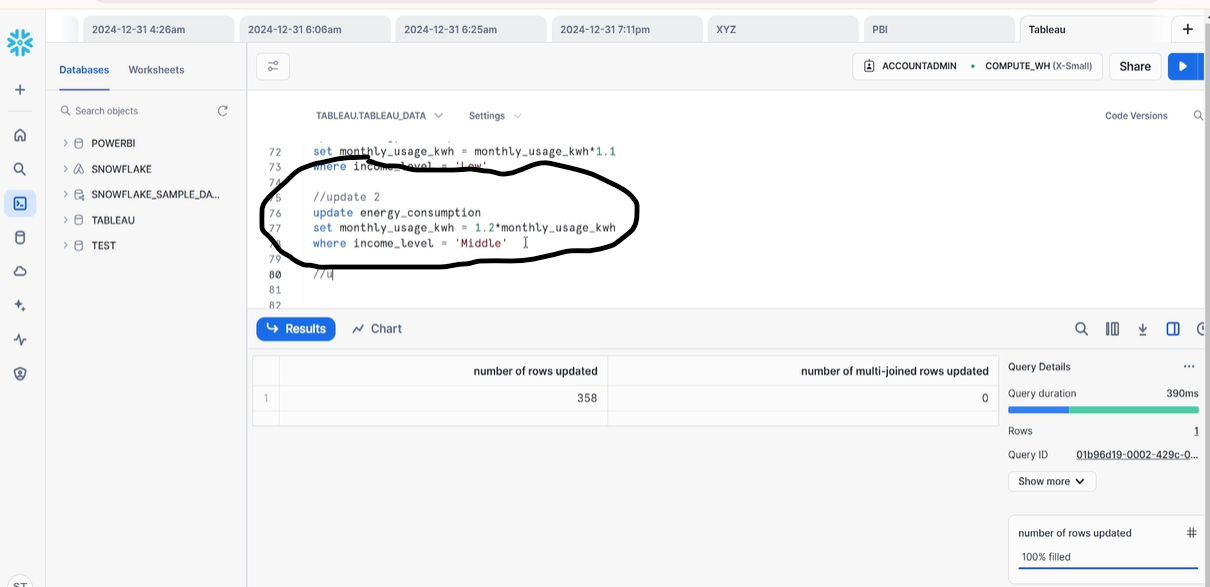 2024-12-31 4:26am
2024-12-31 6:06am
2024-12-31 6:25am
2024-12-31 7:11pm
XYZ
PBI
Tableau
Databases
Worksheets
ACCOUNTADMIN
COMPUTE_WH (X-Small)
Share
Search objects
TABLEAU.TABLEAU_DATA
Settings
Code Versions
POWERBI
SNOWFLAKE
SNOWFLAKE_SAMPLE_DA...
TABLEAU
TEST
72 set monthly_usage_kwh = monthly_usage_kwh*1.1
73 where income_level = 'Low'
74
75 //update 2
76 update energy_consumption
77 set monthly_usage_kwh = 1.2*monthly_usage_kwh
78 where income_level = 'Middle'
79
80 //u
81
82
Results
Chart
number of rows updated
number of multi-joined rows updated
1 358 0
Query Details
...
Query duration 390ms
Rows 1
Query ID 01b96d19-0002-429c-0...
Show more
number of rows updated #
100% filled
ST